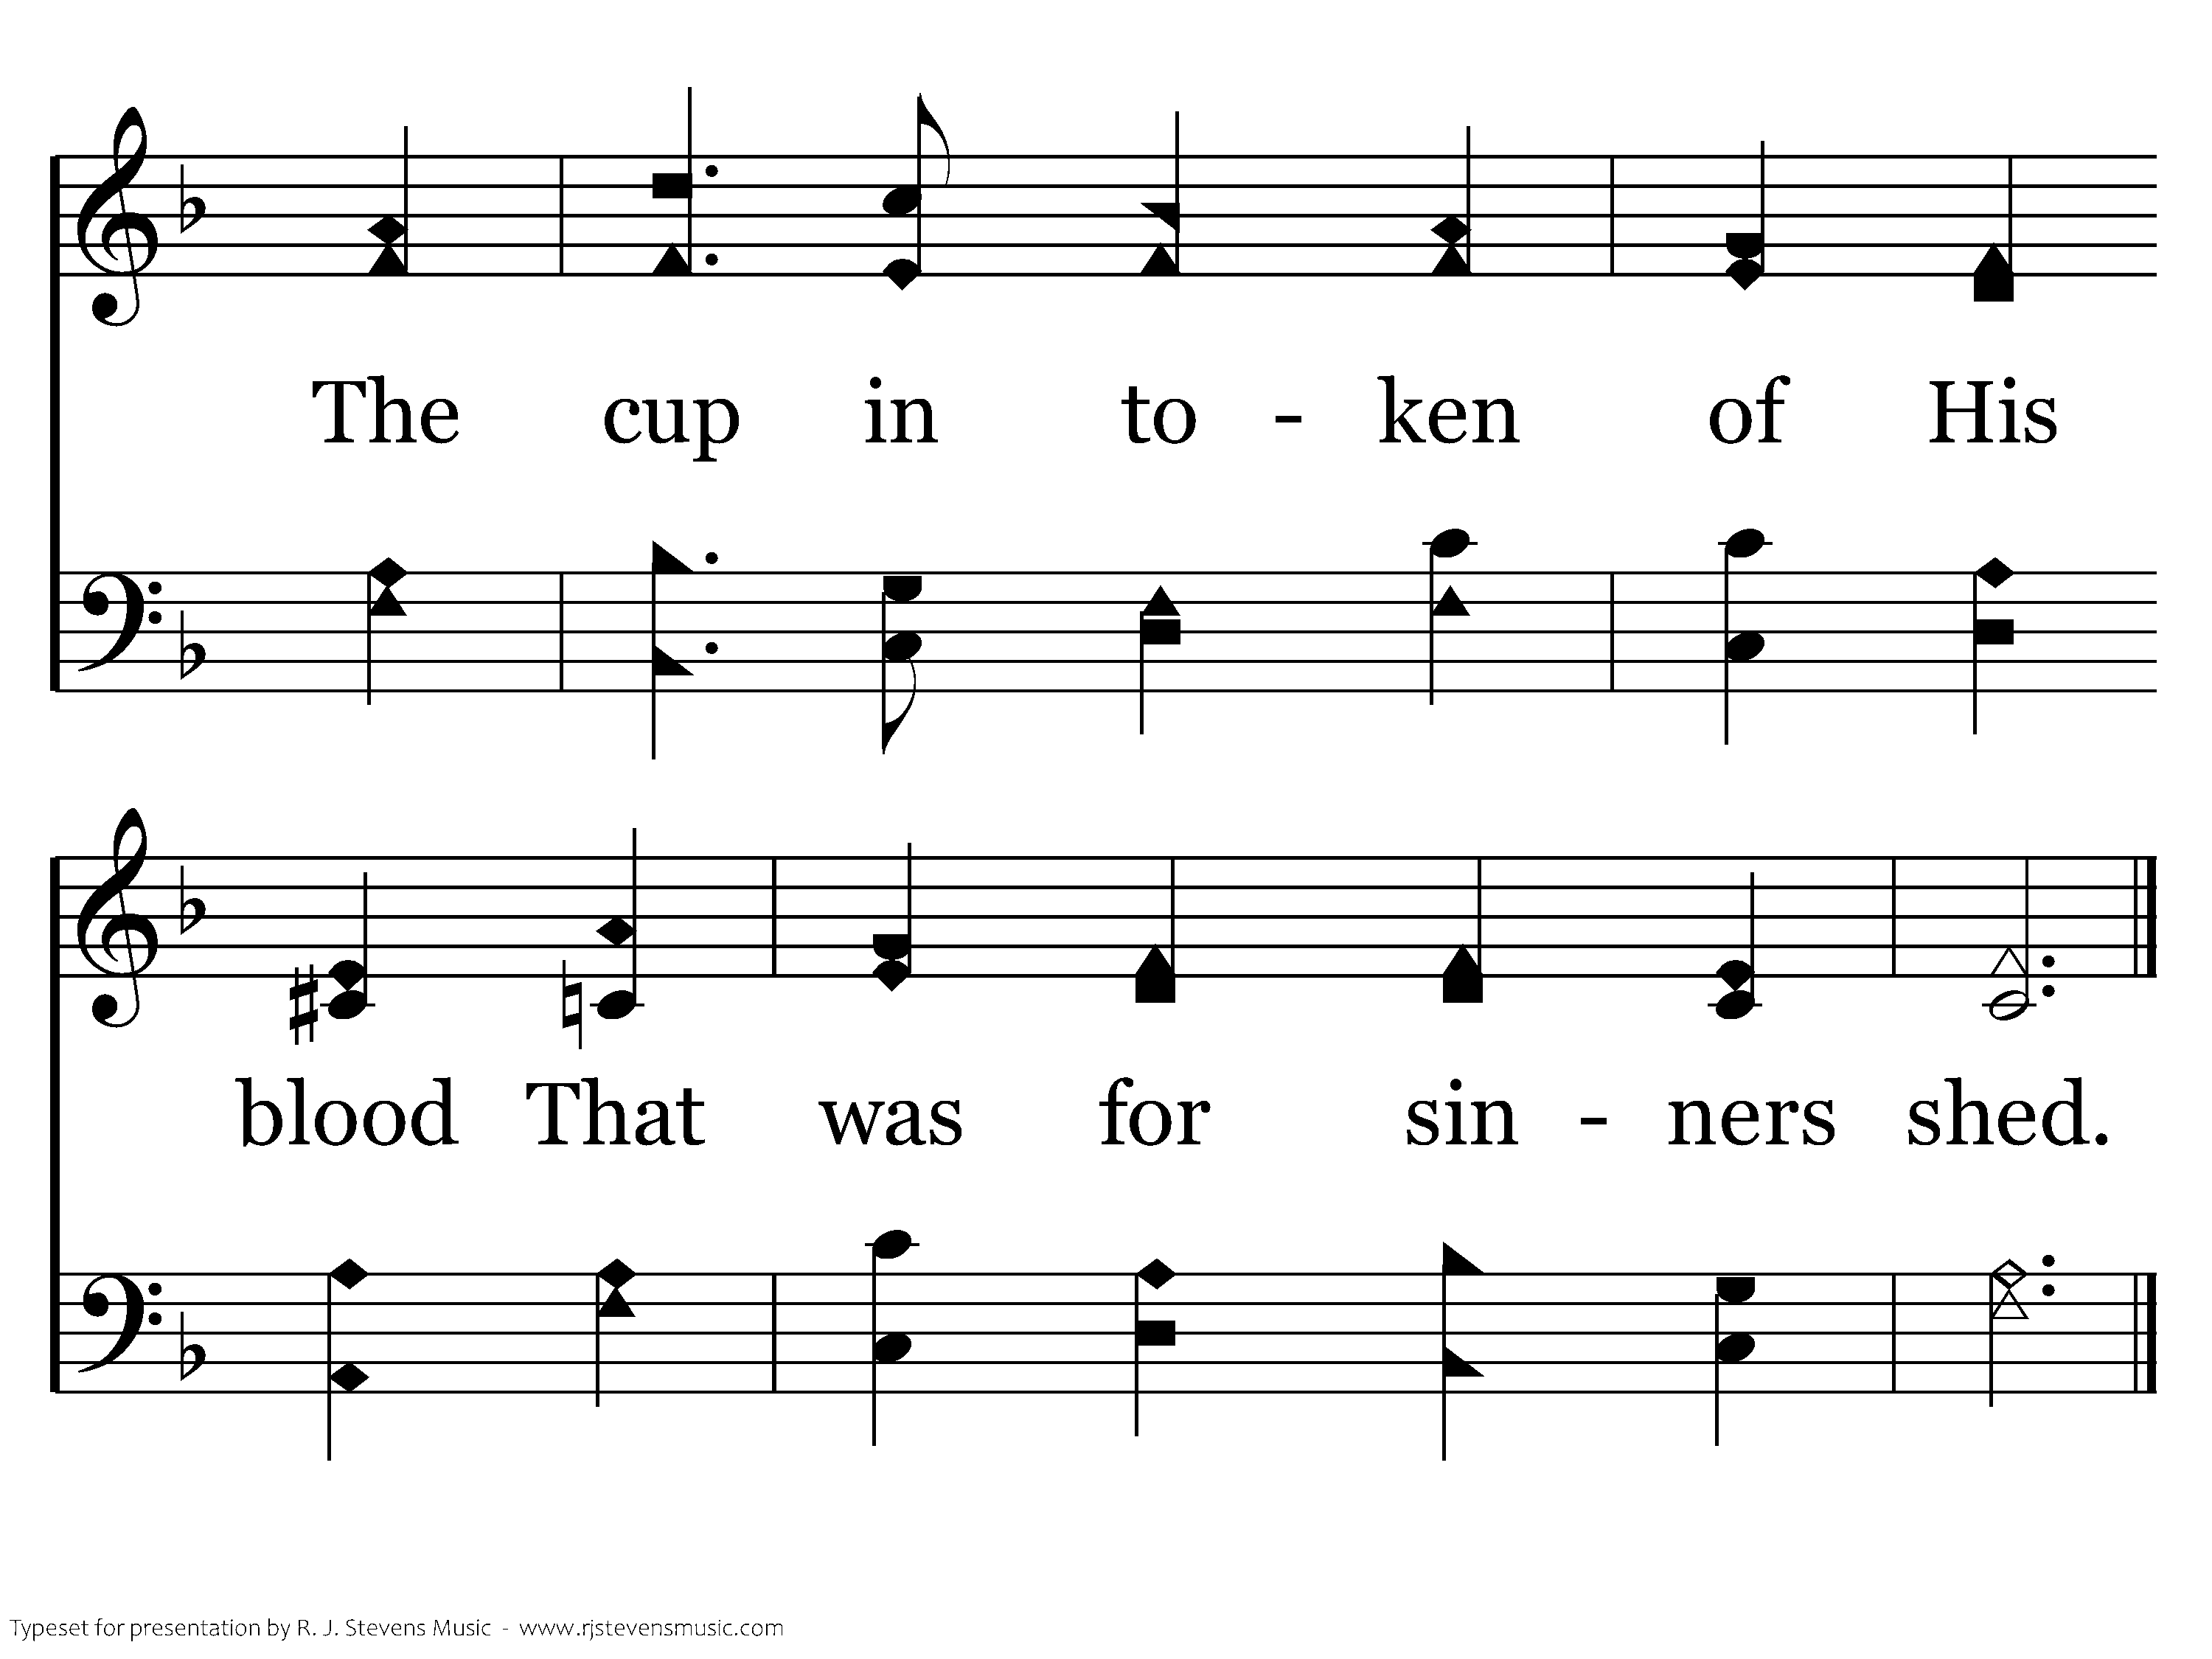 The cup in to - ken of His
blood That was for sin - ners shed.
Typeset for presentation by R. J. Stevens Music - www.rjstevensmusic.com